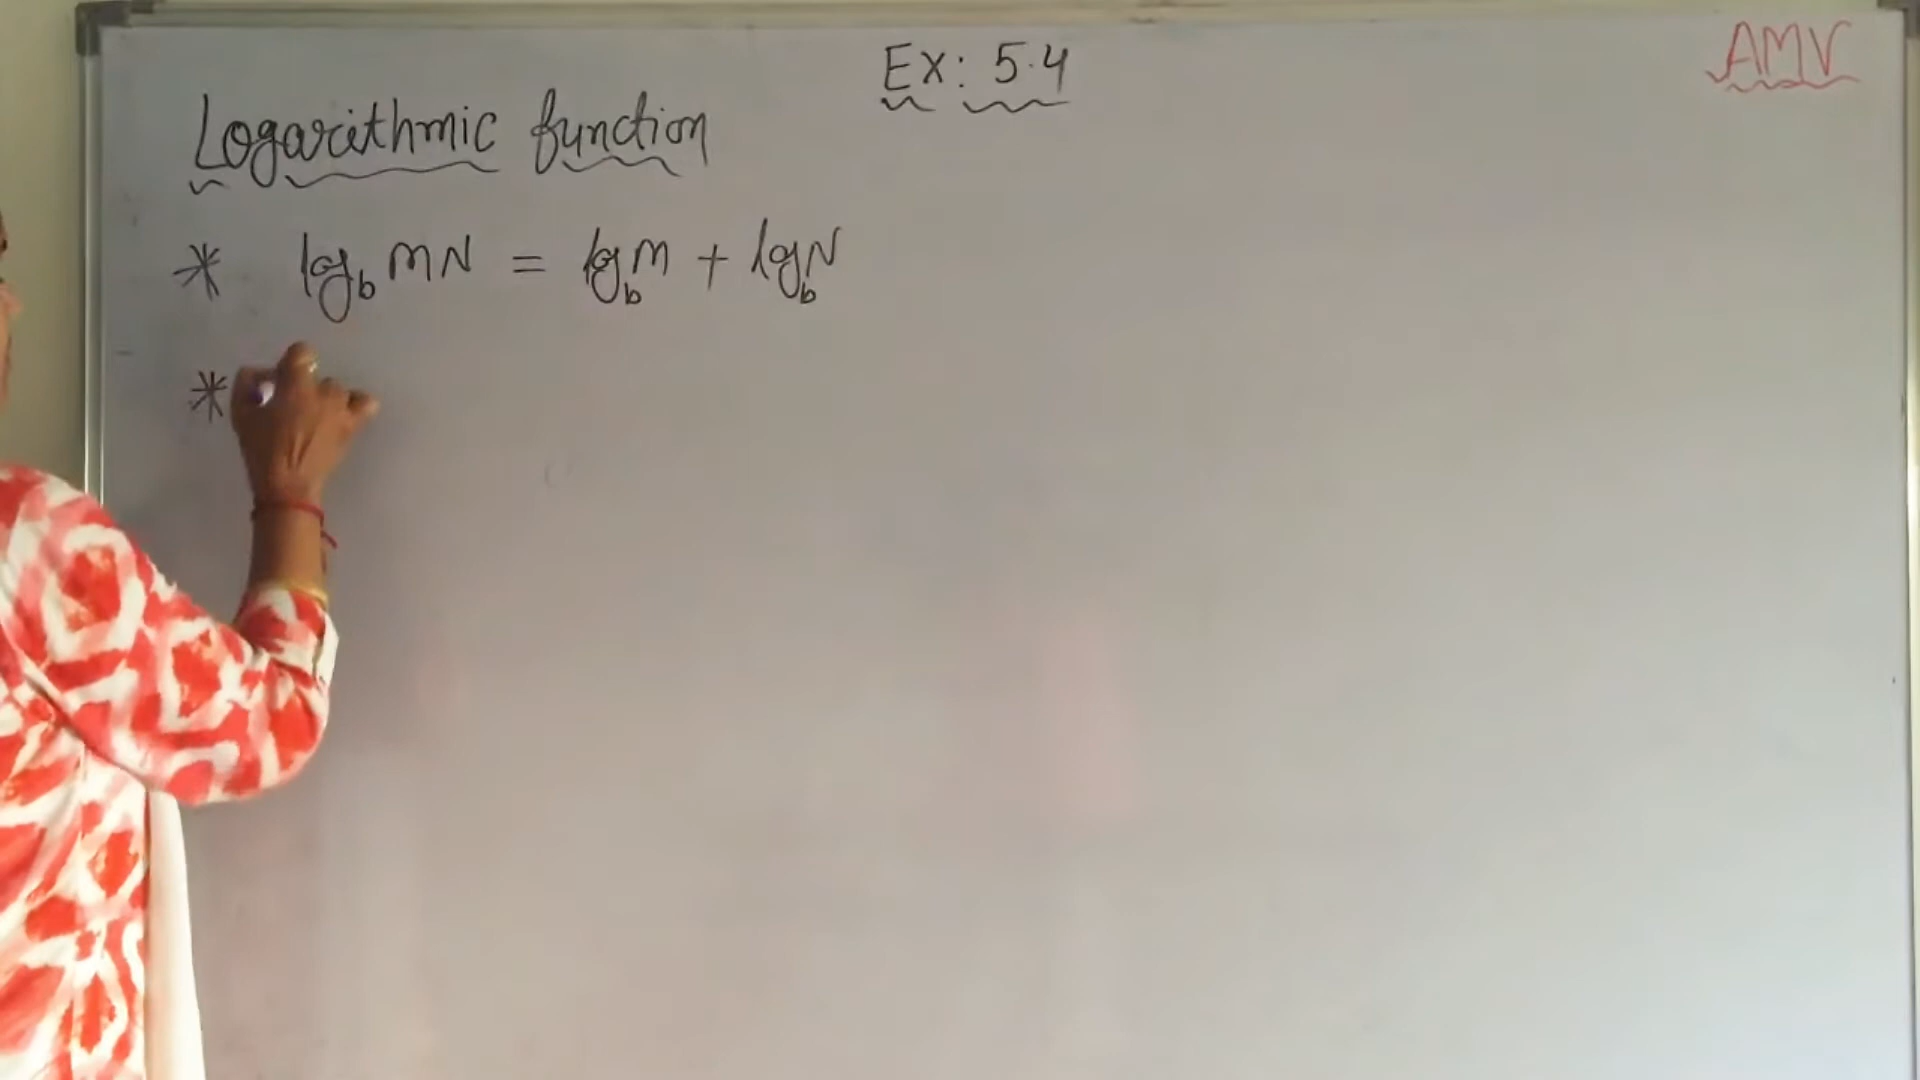 Ex: 5.4
AMV
Logarithmic function
* log_b MN = log_b M + log_b N
*